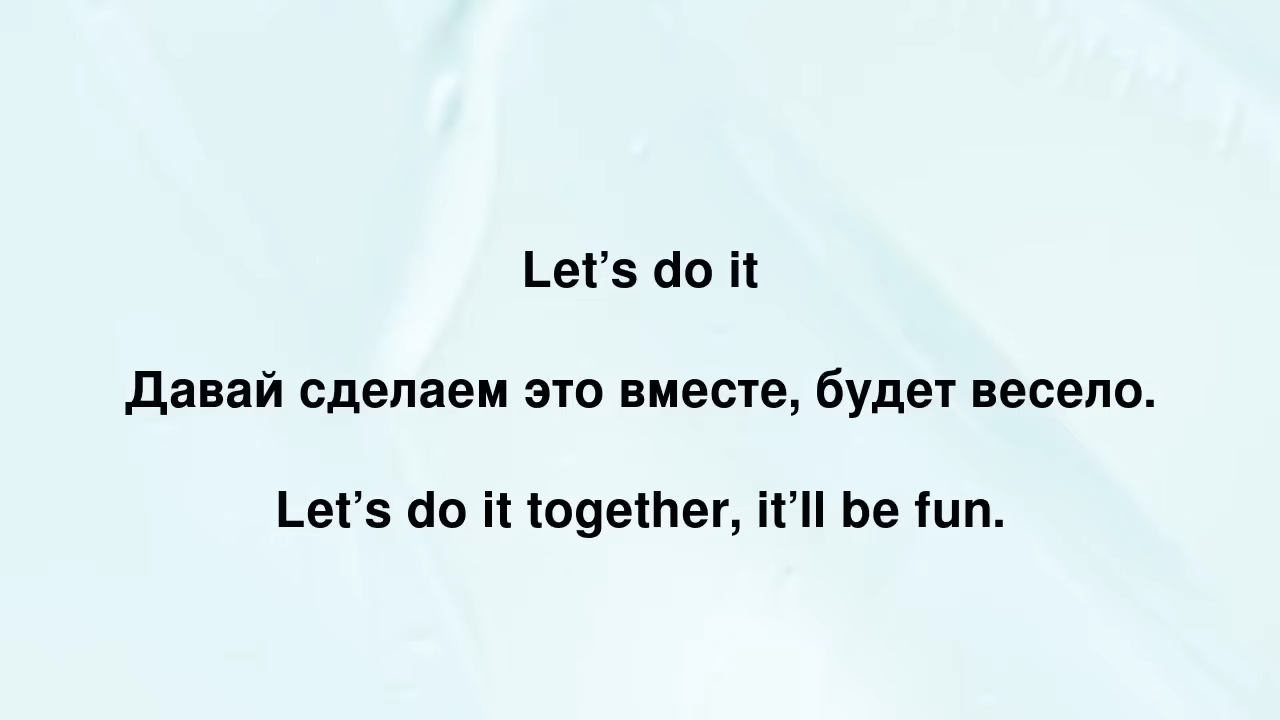 Let’s do it
Давай сделаем это вместе, будет весело.
Let’s do it together, it’ll be fun.